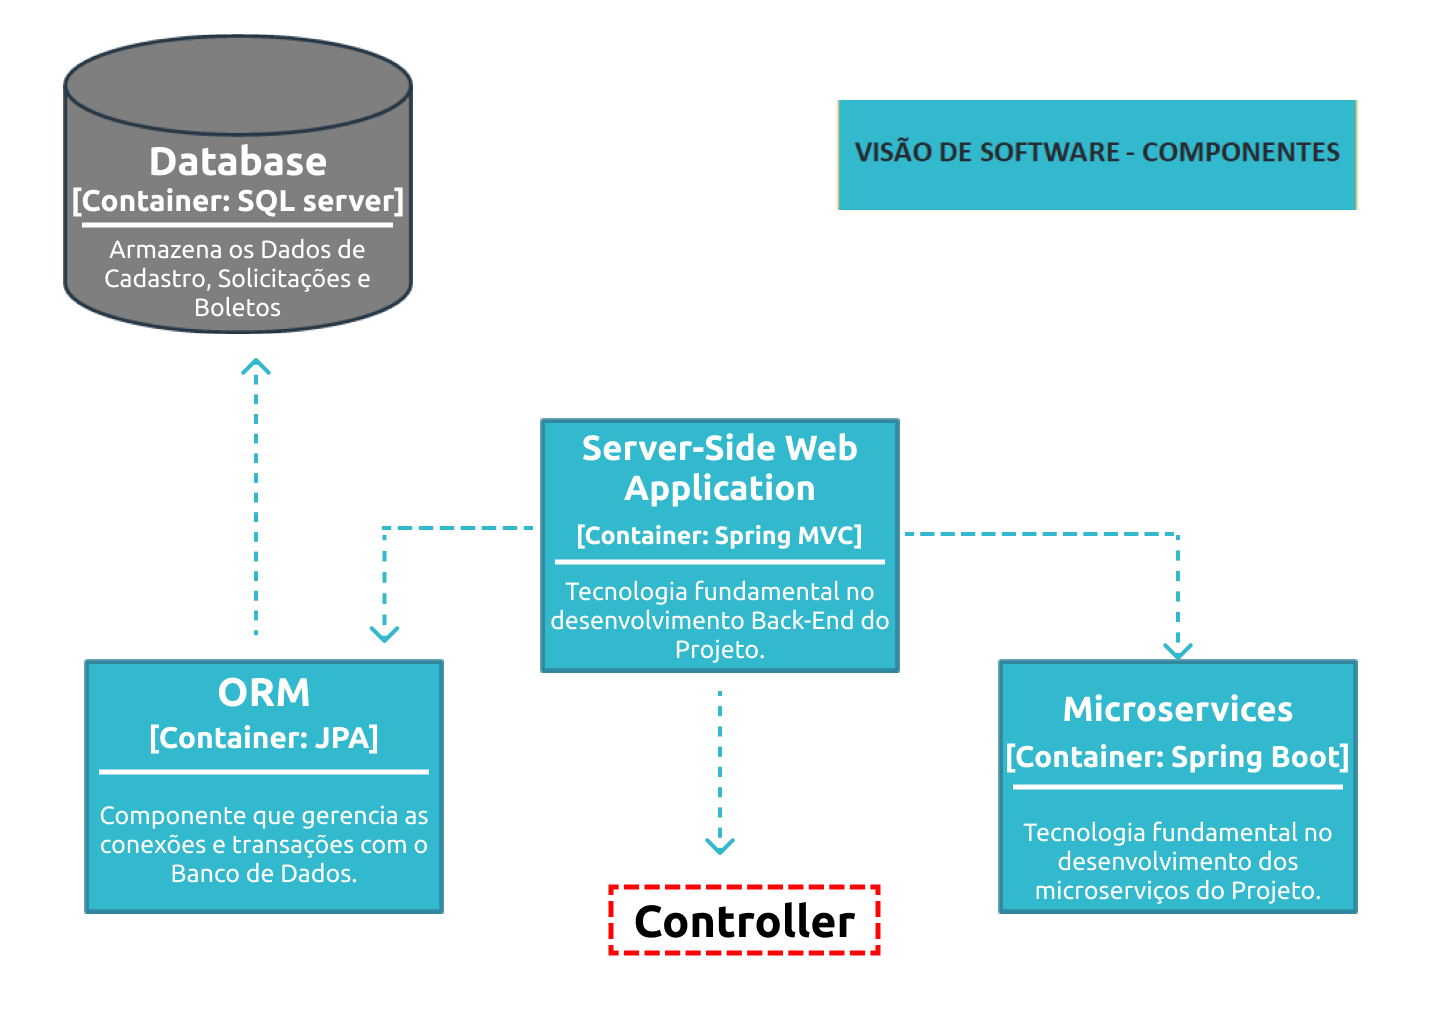 VISÃO DE SOFTWARE - COMPONENTES
Database
[Container: SQL server]
Armazena os Dados de
Cadastro, Solicitações e
Boletos
Server-Side Web
Application
[Container: Spring MVC]
Tecnologia fundamental no
desenvolvimento Back-End do
Projeto.
ORM
[Container: JPA]
Componente que gerencia as
conexões e transações com o
Banco de Dados.
Microservices
[Container: Spring Boot]
Tecnologia fundamental no
desenvolvimento dos
microserviços do Projeto.
Controller